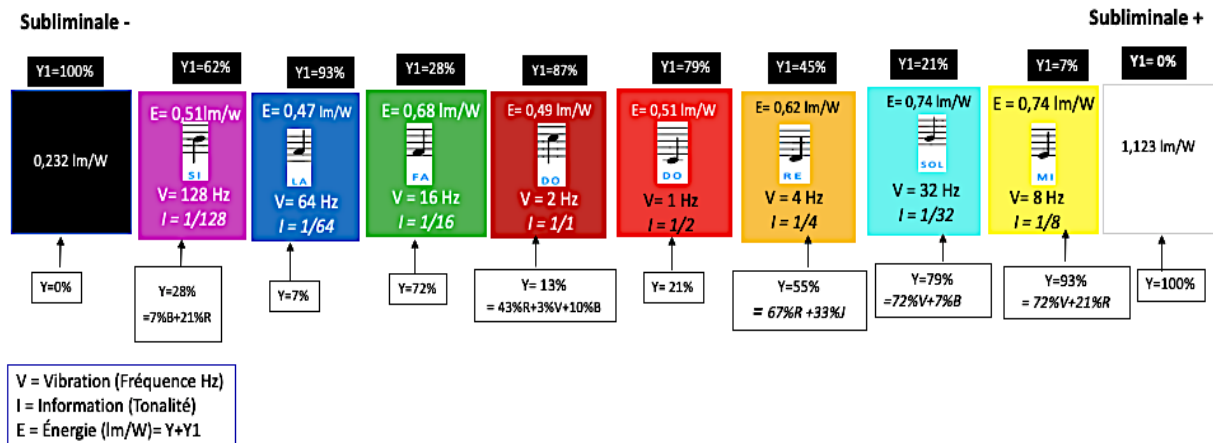 Subliminale -
Subliminale +
Y1=100%
Y1=62%
Y1=93%
Y1=28%
Y1=87%
Y1=79%
Y1=45%
Y1=21%
Y1=7%
Y1= 0%
0,232 lm/W
E= 0,51lm/w
SI
V= 128 Hz
I = 1/128
E= 0,47 lm/W
LA
V= 64 Hz
I = 1/64
E= 0,68 lm/W
FA
V= 16 Hz
I = 1/16
E= 0,49 lm/W
DO
V= 2 Hz
I = 1/1
E= 0,51 lm/W
DO
V= 1 Hz
I = 1/2
E= 0,62 lm/W
RE
V= 4 Hz
I = 1/4
E= 0,74 lm/W
SOL
V= 32 Hz
I = 1/32
E= 0,74 lm/W
MI
V= 8 Hz
I = 1/8
1,123 lm/W
Y=0%
Y=28%
=7%B+21%R
Y=7%
Y=72%
Y= 13%
= 43%R+3%V+10%B
Y= 21%
Y=55%
= 67%R +33%J
Y=79%
=72%V+7%B
Y=93%
= 72%V+21%R
Y=100%
V = Vibration (Fréquence Hz)
I = Information (Tonalité)
E = Énergie (lm/W)= Y+Y1